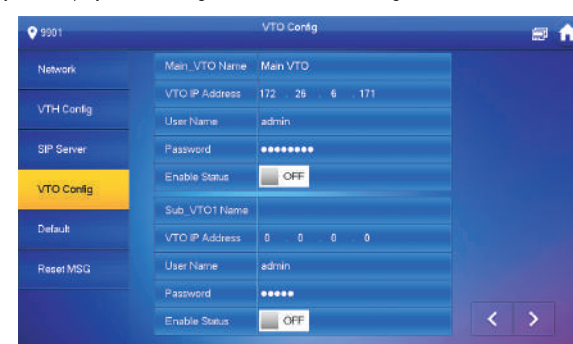 9901 VTO Config
Network
VTH Config
SIP Server
VTO Config
Default
Reset MSG
Main_VTO Name Main VTO
VTO IP Address 172 . 26 . 6 . 171
User Name admin
Password ●●●●●●●●
Enable Status OFF
Sub_VTO1 Name
VTO IP Address 0 . 0 . 0 . 0
User Name admin
Password ●●●●●
Enable Status OFF